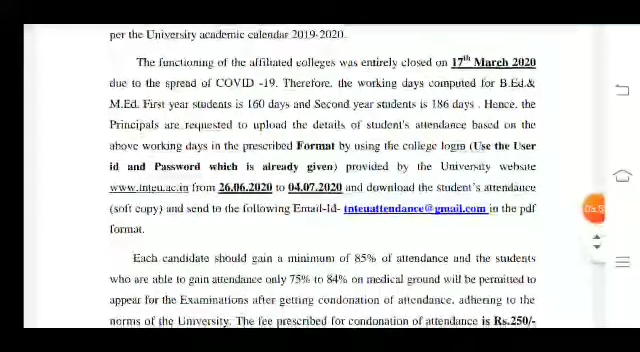 per the University academic calendar 2019-2020.
The functioning of the affiliated colleges was entirely closed on 17th March 2020
due to the spread of COVID -19. Therefore, the working days computed for B.Ed.&
M.Ed. First year students is 160 days and Second year students is 186 days . Hence, the
Principals are requested to upload the details of student's attendance based on the
above working days in the prescribed Format by using the college login (Use the User
id and Password which is already given) provided by the University website
www.tnteu.ac.in from 26.06.2020 to 04.07.2020 and download the student's attendance
(soft copy) and send to the following Email-Id- tnteuattendance@gmail.com in the pdf
format.
Each candidate should gain a minimum of 85% of attendance and the students
who are able to gain attendance only 75% to 84% on medical ground will be permitted to
appear for the Examinations after getting condonation of attendance, adhering to the
norms of the University. The fee prescribed for condonation of attendance is Rs.250/-